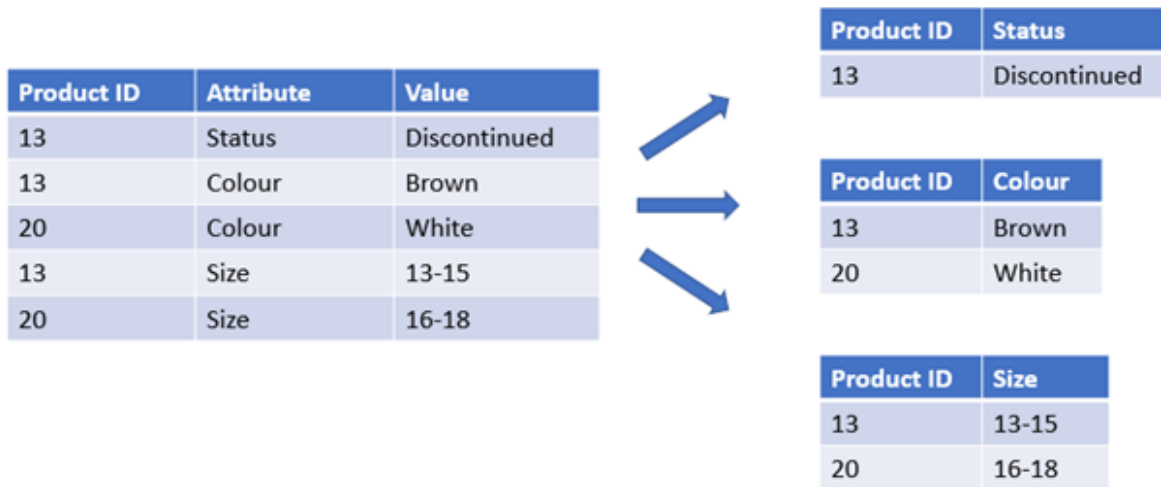 Product ID Attribute Value
13 Status Discontinued
13 Colour Brown
20 Colour White
13 Size 13-15
20 Size 16-18
Product ID Status
13 Discontinued
Product ID Colour
13 Brown
20 White
Product ID Size
13 13-15
20 16-18